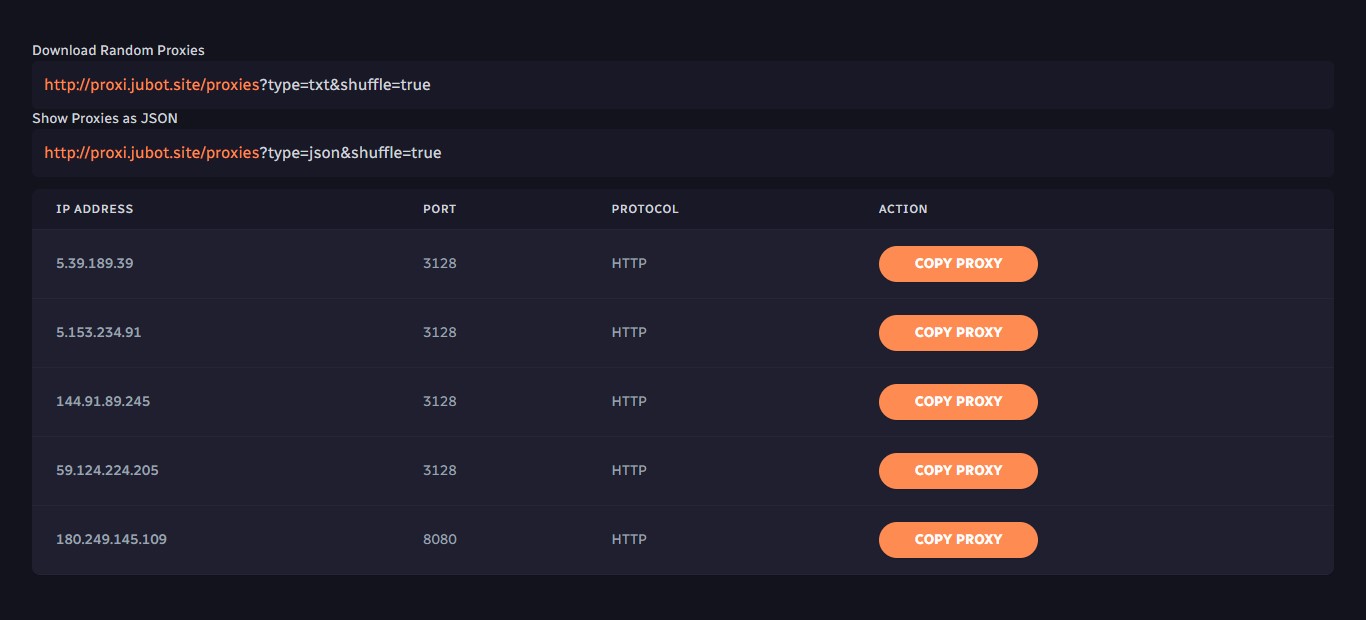 Download Random Proxies
http://proxi.jubot.site/proxies?type=txt&shuffle=true
Show Proxies as JSON
http://proxi.jubot.site/proxies?type=json&shuffle=true
IP ADDRESS PORT PROTOCOL ACTION
5.39.189.39 3128 HTTP COPY PROXY
5.153.234.91 3128 HTTP COPY PROXY
144.91.89.245 3128 HTTP COPY PROXY
59.124.224.205 3128 HTTP COPY PROXY
180.249.145.109 8080 HTTP COPY PROXY